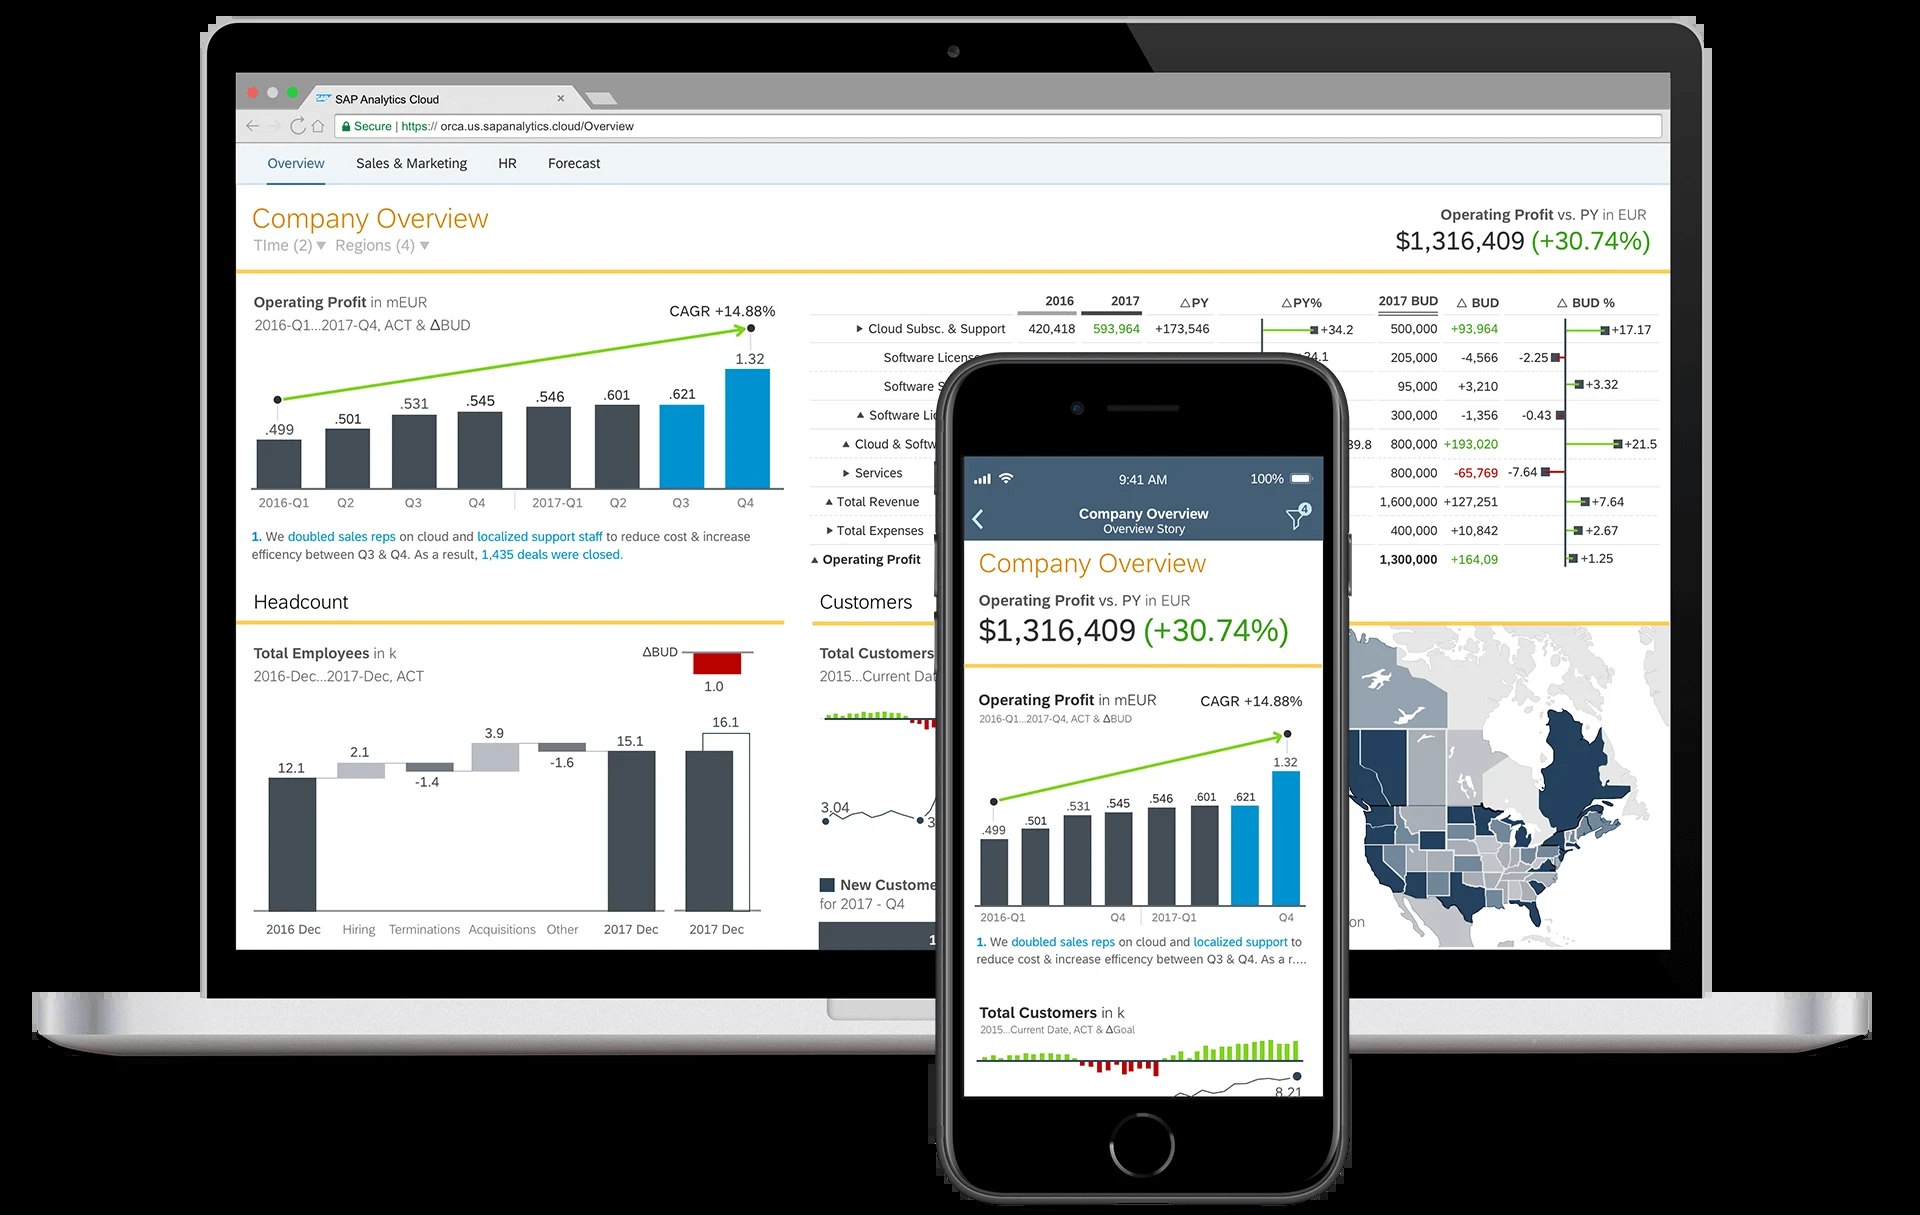 SAP Analytics Cloud
Secure | https:// orca.us.sapanalytics.cloud/Overview
Overview Sales & Marketing HR Forecast
Company Overview
TIme (2) Regions (4)
Operating Profit vs. PY in EUR
$1,316,409 (+30.74%)
Operating Profit in mEUR
2016-Q1...2017-Q4, ACT & ΔBUD
CAGR +14.88%
.499 .501 .531 .545 .546 .601 .621 1.32
2016-Q1 Q2 Q3 Q4 2017-Q1 Q2 Q3 Q4
1. We doubled sales reps on cloud and localized support staff to reduce cost & increase
efficency between Q3 & Q4. As a result, 1,435 deals were closed.
2016 2017 △PY △PY% 2017 BUD △ BUD △ BUD %
Cloud Subsc. & Support 420,418 593,964 +173,546 +34.2 500,000 +93,964 +17.17
Software License 205,000 -4,566 -2.25
Software 95,000 +3,210 +3.32
Software 300,000 -1,356 -0.43
Cloud & 800,000 +193,020 +21.5
Services 800,000 -65,769 -7.64
Total Revenue 1,600,000 +127,251 +7.64
Total Expenses 400,000 +10,842 +2.67
Operating Profit 1,300,000 +164,09 +1.25
Headcount
Total Employees in k
2016-Dec...2017-Dec, ACT
ΔBUD
1.0
12.1 2.1 -1.4 3.9 -1.6 15.1 16.1
2016 Dec Hiring Terminations Acquisitions Other 2017 Dec 2017 Dec
Customers
Total Customers
2015...Current
3.04
New
for 2017 - Q4
9:41 AM 100%
Company Overview
Overview Story
4
Company Overview
Operating Profit vs. PY in EUR
$1,316,409 (+30.74%)
Operating Profit in mEUR CAGR +14.88%
2016-Q1...2017-Q4, ACT & ΔBUD
.499 .501 .531 .545 .546 .601 .621 1.32
2016-Q1 Q4 2017-Q1 Q4
1. We doubled sales reps on cloud and localized support to
reduce cost & increase efficency between Q3 & Q4. As a r....
Total Customers in k
2015...Current Date, ACT & ΔGoal
8.21